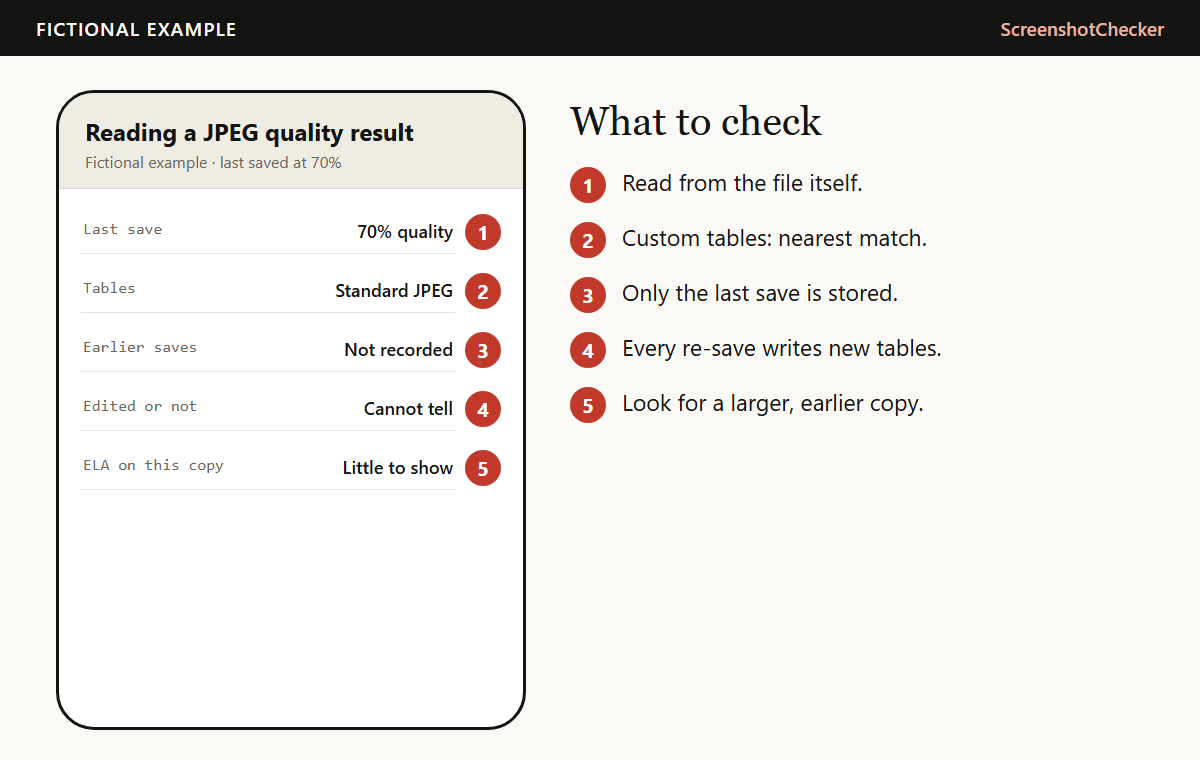 FICTIONAL EXAMPLE
ScreenshotChecker
Reading a JPEG quality result
Fictional example · last saved at 70%
Last save 70% quality 1
Tables Standard JPEG 2
Earlier saves Not recorded 3
Edited or not Cannot tell 4
ELA on this copy Little to show 5
What to check
1 Read from the file itself.
2 Custom tables: nearest match.
3 Only the last save is stored.
4 Every re-save writes new tables.
5 Look for a larger, earlier copy.